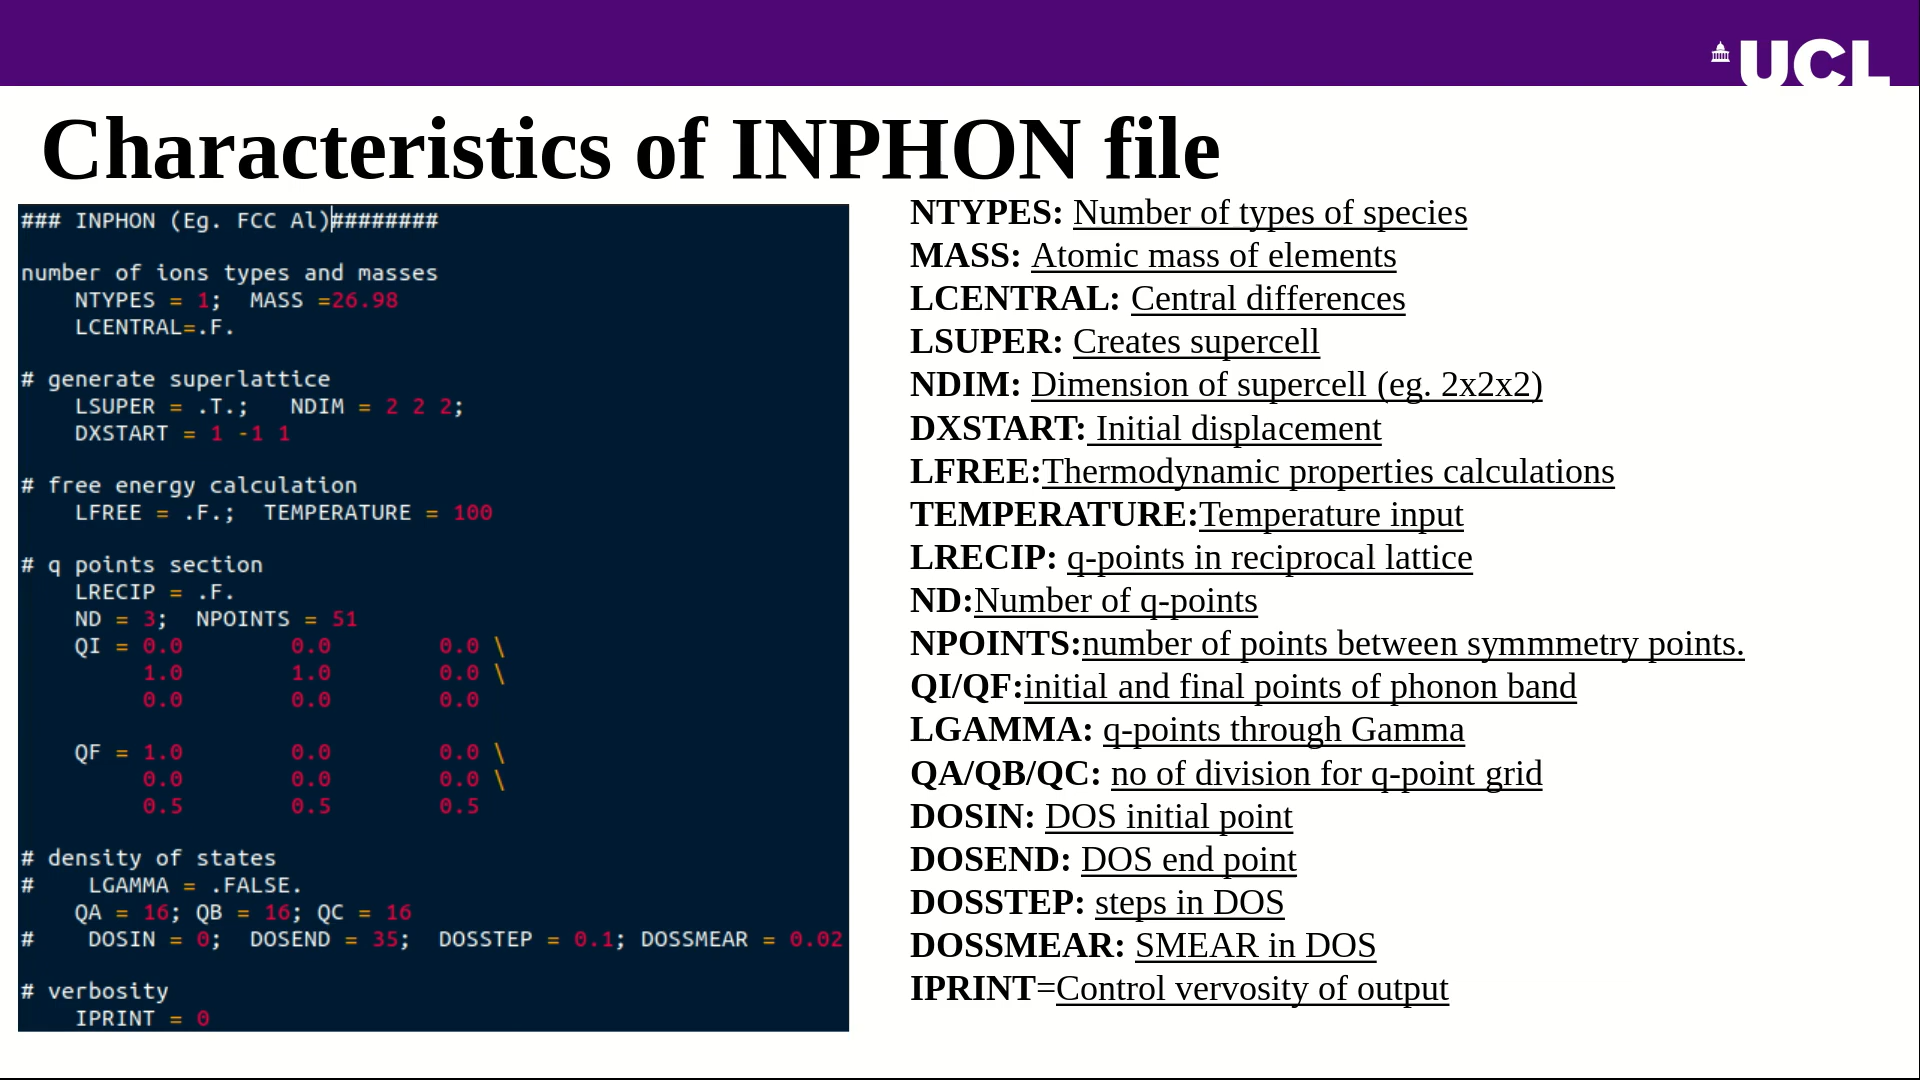 UCL
Characteristics of INPHON file
### INPHON (Eg. FCC Al)########
number of ions types and masses
NTYPES = 1; MASS =26.98
LCENTRAL=.F.
# generate superlattice
LSUPER = .T.; NDIM = 2 2 2;
DXSTART = 1 -1 1
# free energy calculation
LFREE = .F.; TEMPERATURE = 100
# q points section
LRECIP = .F.
ND = 3; NPOINTS = 51
QI = 0.0 0.0 0.0 \
1.0 1.0 0.0 \
0.0 0.0 0.0
QF = 1.0 0.0 0.0 \
0.0 0.0 0.0 \
0.5 0.5 0.5
# density of states
# LGAMMA = .FALSE.
QA = 16; QB = 16; QC = 16
# DOSIN = 0; DOSEND = 35; DOSSTEP = 0.1; DOSSMEAR = 0.02
# verbosity
IPRINT = 0
NTYPES: Number of types of species
MASS: Atomic mass of elements
LCENTRAL: Central differences
LSUPER: Creates supercell
NDIM: Dimension of supercell (eg. 2x2x2)
DXSTART: Initial displacement
LFREE:Thermodynamic properties calculations
TEMPERATURE:Temperature input
LRECIP: q-points in reciprocal lattice
ND:Number of q-points
NPOINTS:number of points between symmmetry points.
QI/QF:initial and final points of phonon band
LGAMMA: q-points through Gamma
QA/QB/QC: no of division for q-point grid
DOSIN: DOS initial point
DOSEND: DOS end point
DOSSTEP: steps in DOS
DOSSMEAR: SMEAR in DOS
IPRINT=Control vervosity of output